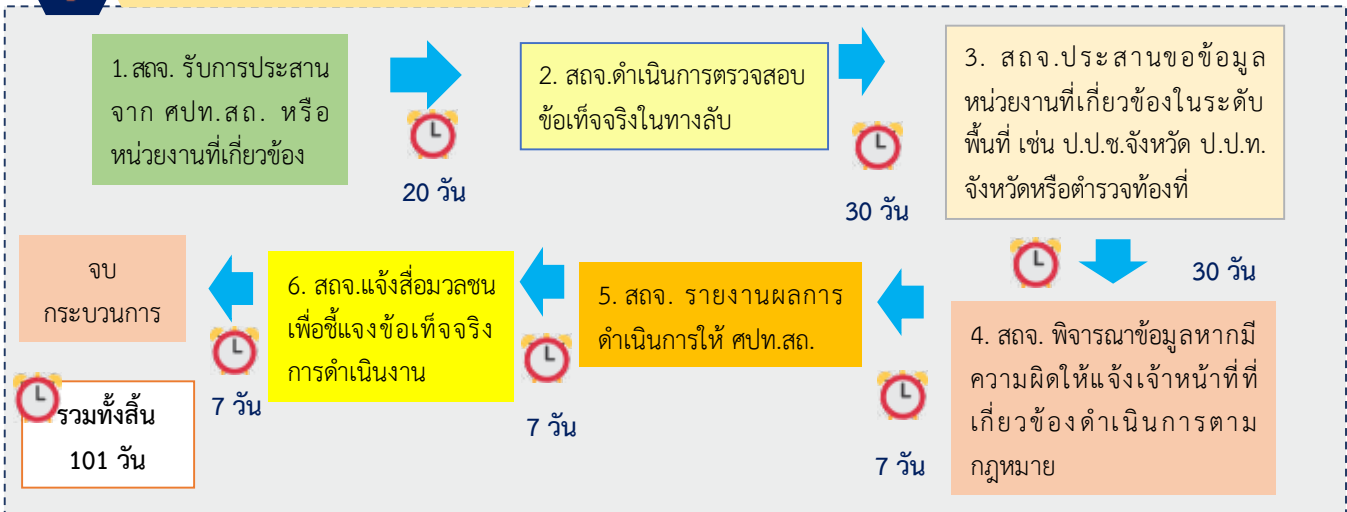 1. สถจ. รับการประสาน
จาก ศปท.สถ. หรือ
หน่วยงานที่เกี่ยวข้อง
20 วัน
2. สถจ.ดำเนินการตรวจสอบ
ข้อเท็จจริงในทางลับ
30 วัน
3. สถจ.ประสานขอข้อมูล
หน่วยงานที่เกี่ยวข้องในระดับ
พื้นที่ เช่น ป.ป.ช.จังหวัด ป.ป.ท.
จังหวัดหรือตำรวจท้องที่
30 วัน
4. สถจ. พิจารณาข้อมูลหากมี
ความผิดให้แจ้งเจ้าหน้าที่ที่
เกี่ยวข้องดำเนินการตาม
กฎหมาย
7 วัน
5. สถจ. รายงานผลการ
ดำเนินการให้ ศปท.สถ.
7 วัน
6. สถจ.แจ้งสื่อมวลชน
เพื่อชี้แจงข้อเท็จจริง
การดำเนินงาน
7 วัน
จบ
กระบวนการ
รวมทั้งสิ้น
101 วัน